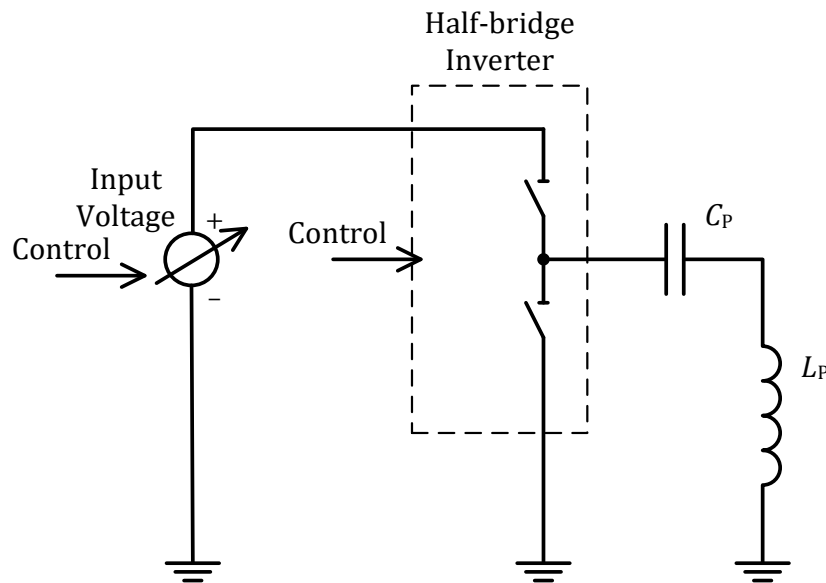 Half-bridge
Inverter
Input
Voltage
+
Control
Control
−
C_P
L_P